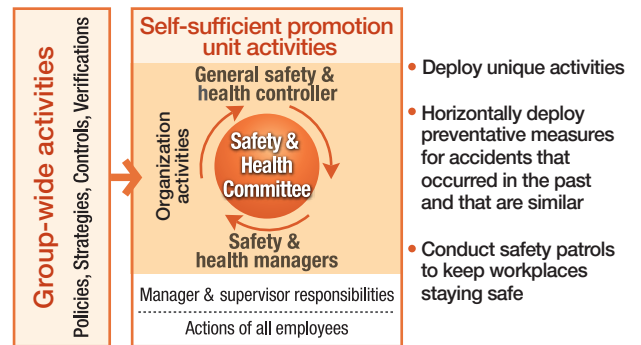 Group-wide activities
Policies, Strategies, Controls, Verifications
Self-sufficient promotion
unit activities
Organization
activities
General safety &
health controller
Safety &
Health
Committee
Safety &
health managers
Manager & supervisor responsibilities
Actions of all employees
• Deploy unique activities
• Horizontally deploy
preventative measures
for accidents that
occurred in the past
and that are similar
• Conduct safety patrols
to keep workplaces
staying safe